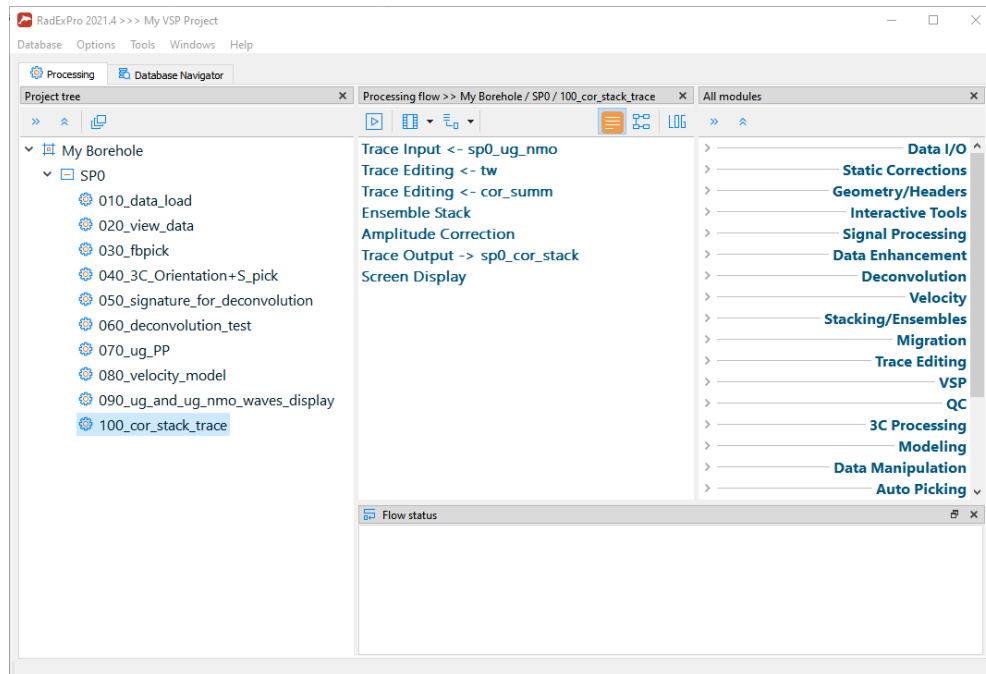 RadExPro 2021.4 >>> My VSP Project
Database Options Tools Windows Help
Processing Database Navigator
Project tree
My Borehole
SP0
010_data_load
020_view_data
030_fbpick
040_3C_Orientation+S_pick
050_signature_for_deconvolution
060_deconvolution_test
070_ug_PP
080_velocity_model
090_ug_and_ug_nmo_waves_display
100_cor_stack_trace
Processing flow >> My Borehole / SP0 / 100_cor_stack_trace
LOG
Trace Input <- sp0_ug_nmo
Trace Editing <- tw
Trace Editing <- cor_summ
Ensemble Stack
Amplitude Correction
Trace Output -> sp0_cor_stack
Screen Display
All modules
Data I/O
Static Corrections
Geometry/Headers
Interactive Tools
Signal Processing
Data Enhancement
Deconvolution
Velocity
Stacking/Ensembles
Migration
Trace Editing
VSP
QC
3C Processing
Modeling
Data Manipulation
Auto Picking
Flow status